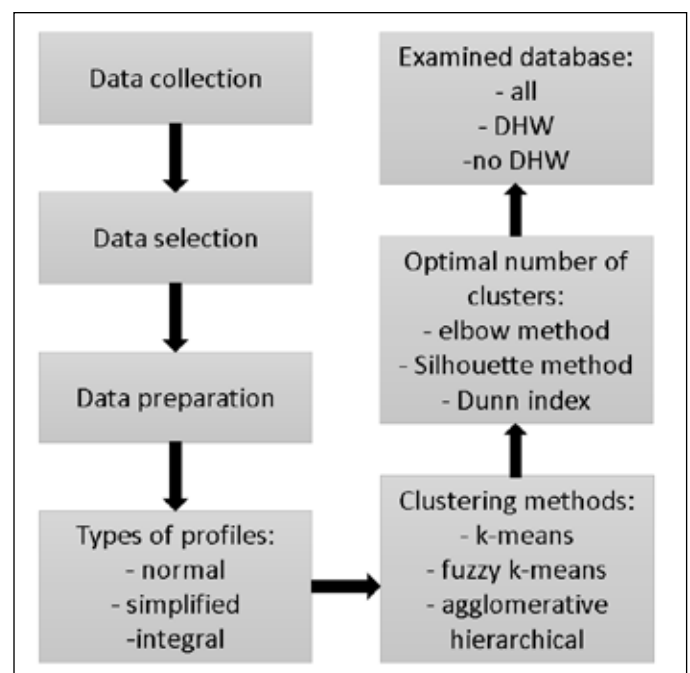 Data collection
Data selection
Data preparation
Types of profiles:
- normal
- simplified
-integral
Clustering methods:
- k-means
- fuzzy k-means
- agglomerative
hierarchical
Optimal number of
clusters:
- elbow method
- Silhouette method
- Dunn index
Examined database:
- all
- DHW
-no DHW